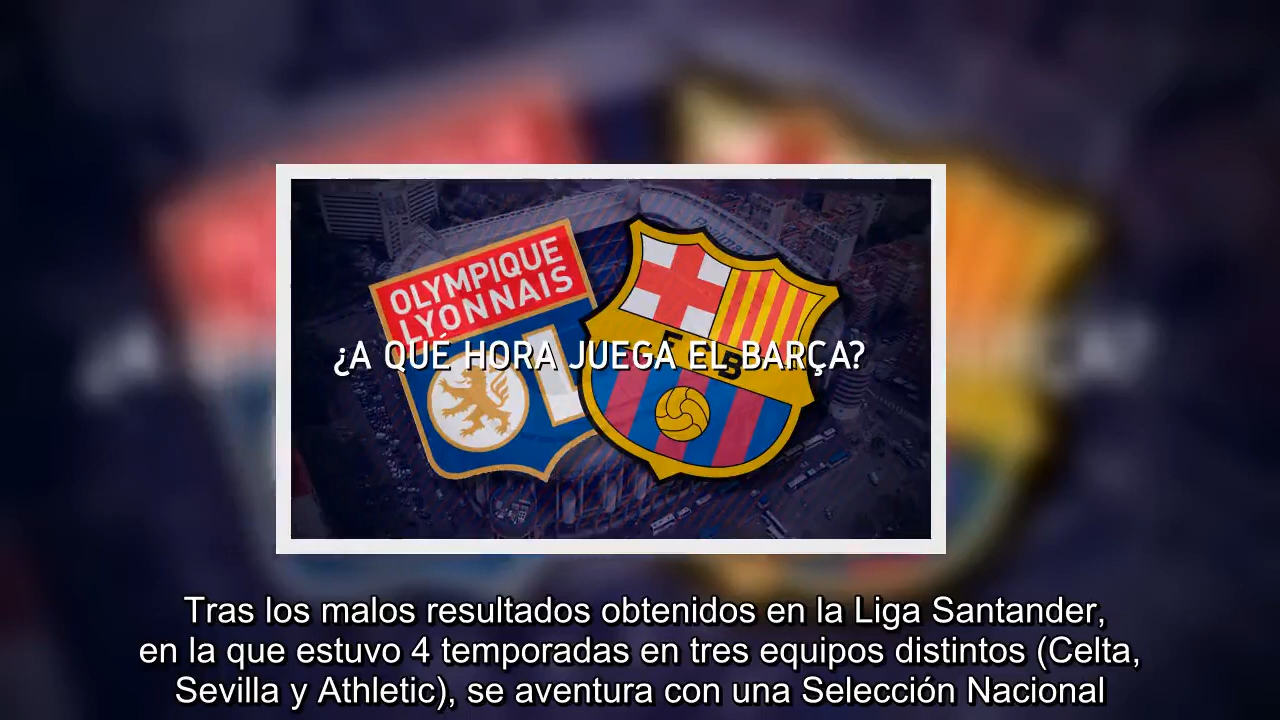 OLYMPIQUE
LYONNAIS
¿A QUÉ HORA JUEGA EL BARÇA?
FCB
Tras los malos resultados obtenidos en la Liga Santander,
en la que estuvo 4 temporadas en tres equipos distintos (Celta,
Sevilla y Athletic), se aventura con una Selección Nacional